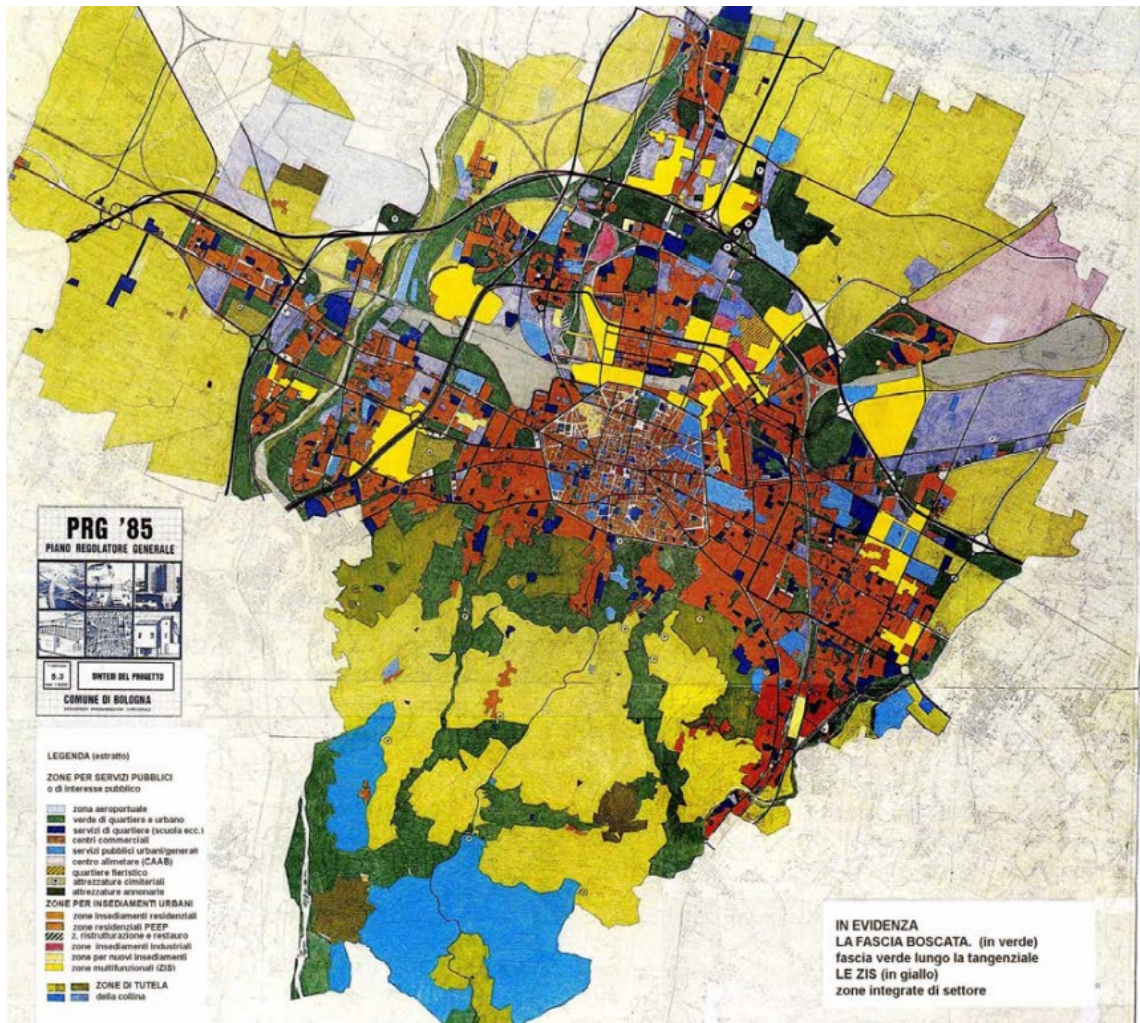 PRG '85
PIANO REGOLATORE GENERALE
5.3
SINTESI DEL PROGETTO
COMUNE DI BOLOGNA
LEGENDA (estratto)
ZONE PER SERVIZI PUBBLICI
o di interesse pubblico
zona aeroportuale
verde di quartiere e urbano
servizi di quartiere (scuola ecc.)
centri commerciali
servizi pubblici urbani/generali
centro alimetare (CAAB)
quartiere fieristico
attrezzature cimiteriali
attrezzature annonarie
ZONE PER INSEDIAMENTI URBANI
zone insediamenti residenziali
zone residenziali PEEP
z. ristrutturazione e restauro
zone insediamenti industriali
zone per nuovi insediamenti
zone multifunzionali (ZIS)
ZONE DI TUTELA
della collina
IN EVIDENZA
LA FASCIA BOSCATA. (in verde)
fascia verde lungo la tangenziale
LE ZIS (in giallo)
zone integrate di settore